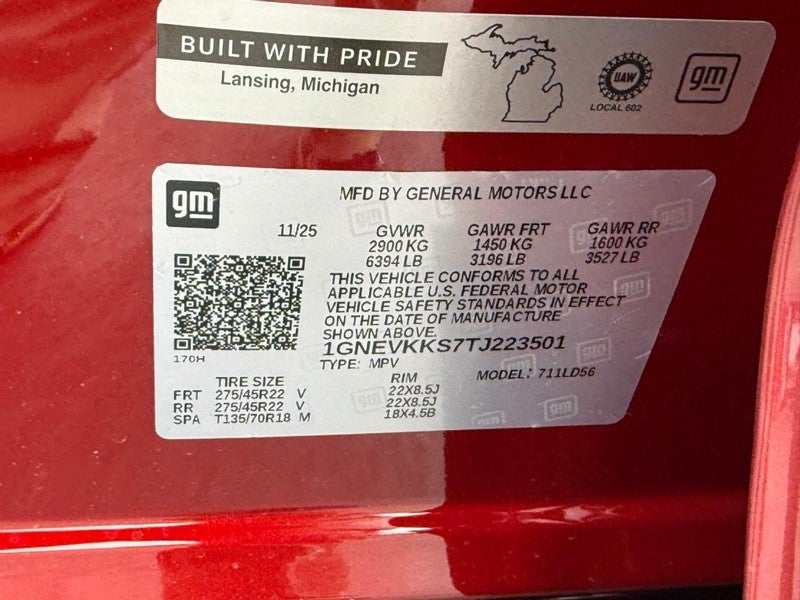 BUILT WITH PRIDE
Lansing, Michigan
UAW
LOCAL 602
gm
gm
MFD BY GENERAL MOTORS LLC
11/25 GVWR GAWR FRT GAWR RR
2900 KG 1450 KG 1600 KG
6394 LB 3196 LB 3527 LB
THIS VEHICLE CONFORMS TO ALL
APPLICABLE U.S. FEDERAL MOTOR
VEHICLE SAFETY STANDARDS IN EFFECT
ON THE DATE OF MANUFACTURE
SHOWN ABOVE.
170H
1GNEVKKS7TJ223501
TYPE: MPV MODEL: 711LD56
TIRE SIZE RIM
FRT 275/45R22 V 22X8.5J
RR 275/45R22 V 22X8.5J
SPA T135/70R18 M 18X4.5B